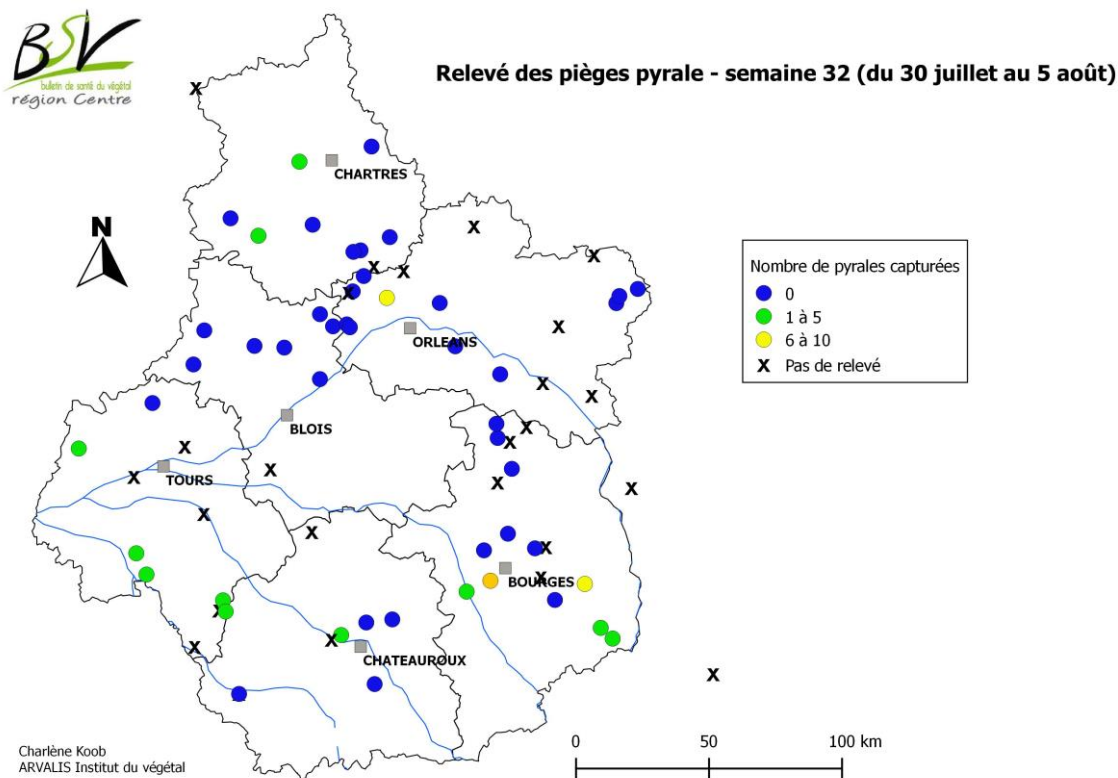 BSV
bulletin de santé du végétal
région Centre
Relevé des pièges pyrale - semaine 32 (du 30 juillet au 5 août)
N
CHARTRES
ORLEANS
BLOIS
TOURS
BOURGES
CHATEAUROUX
Nombre de pyrales capturées
0
1 à 5
6 à 10
X Pas de relevé
Charlène Koob
ARVALIS Institut du végétal
0 50 100 km